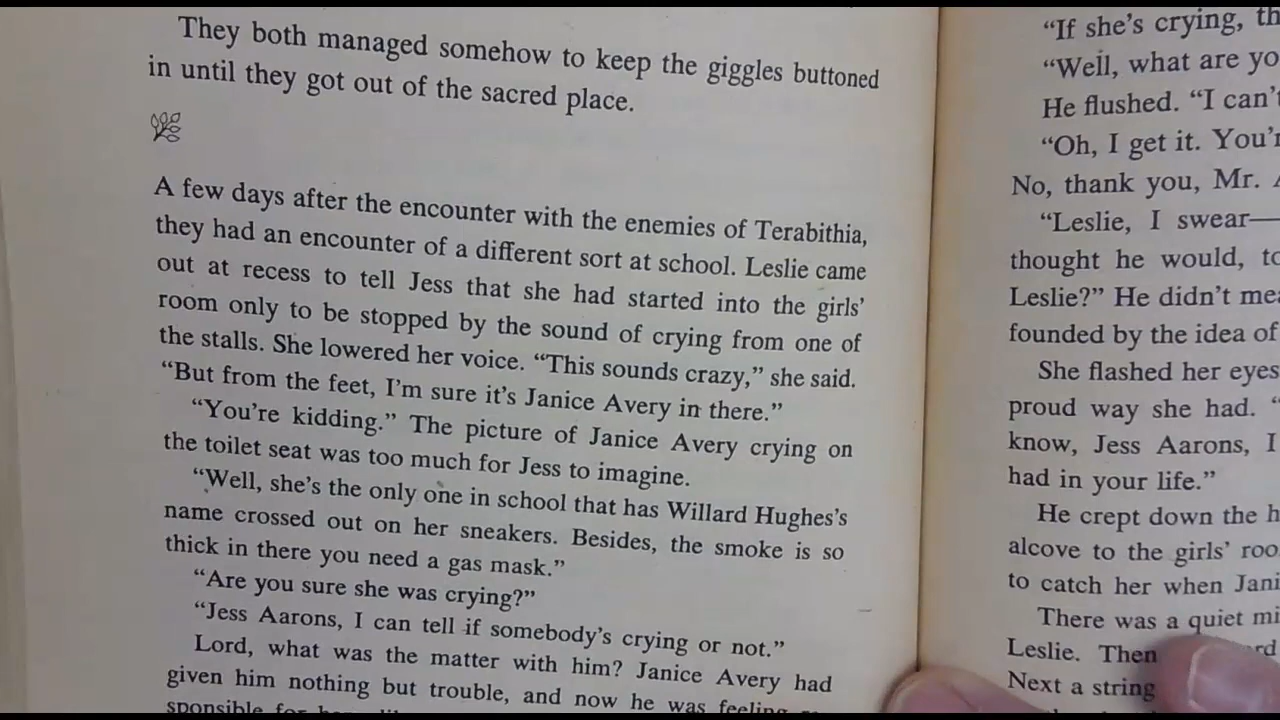 They both managed somehow to keep the giggles buttoned
in until they got out of the sacred place.
A few days after the encounter with the enemies of Terabithia,
they had an encounter of a different sort at school. Leslie came
out at recess to tell Jess that she had started into the girls'
room only to be stopped by the sound of crying from one of
the stalls. She lowered her voice. “This sounds crazy,” she said.
“But from the feet, I'm sure it's Janice Avery in there.”
“You're kidding.” The picture of Janice Avery crying on
the toilet seat was too much for Jess to imagine.
“Well, she's the only one in school that has Willard Hughes's
name crossed out on her sneakers. Besides, the smoke is so
thick in there you need a gas mask.”
“Are you sure she was crying?”
“Jess Aarons, I can tell if somebody's crying or not.”
Lord, what was the matter with him? Janice Avery had
given him nothing but trouble, and now he was feeling
“If she's crying,
“Well, what are
He flushed. “I can't
“Oh, I get it.
No, thank you, Mr.
“Leslie, I swear—
thought he would,
Leslie?” He didn't
founded by the idea of
She flashed her eyes
proud way she had.
know, Jess Aarons, I
had in your life.”
He crept down the
alcove to the girls'
to catch her when
There was a quiet
Leslie. Then
Next a string